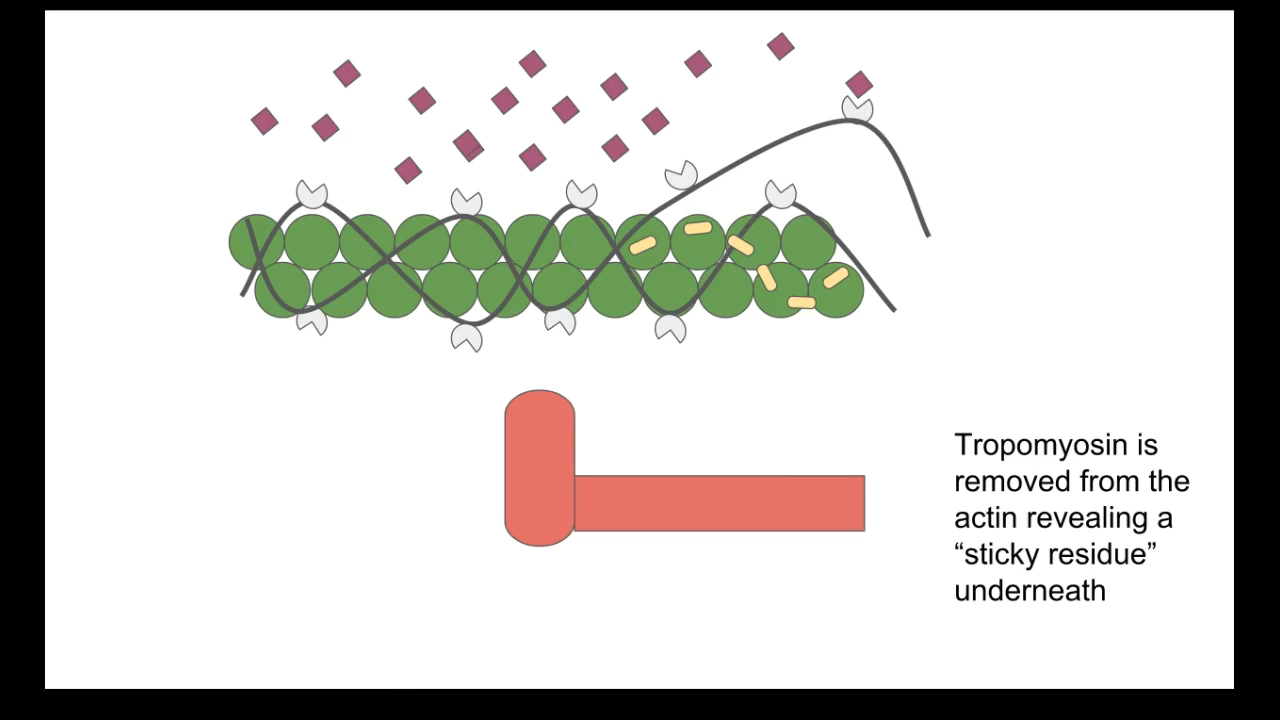 Tropomyosin is
removed from the
actin revealing a
“sticky residue”
underneath